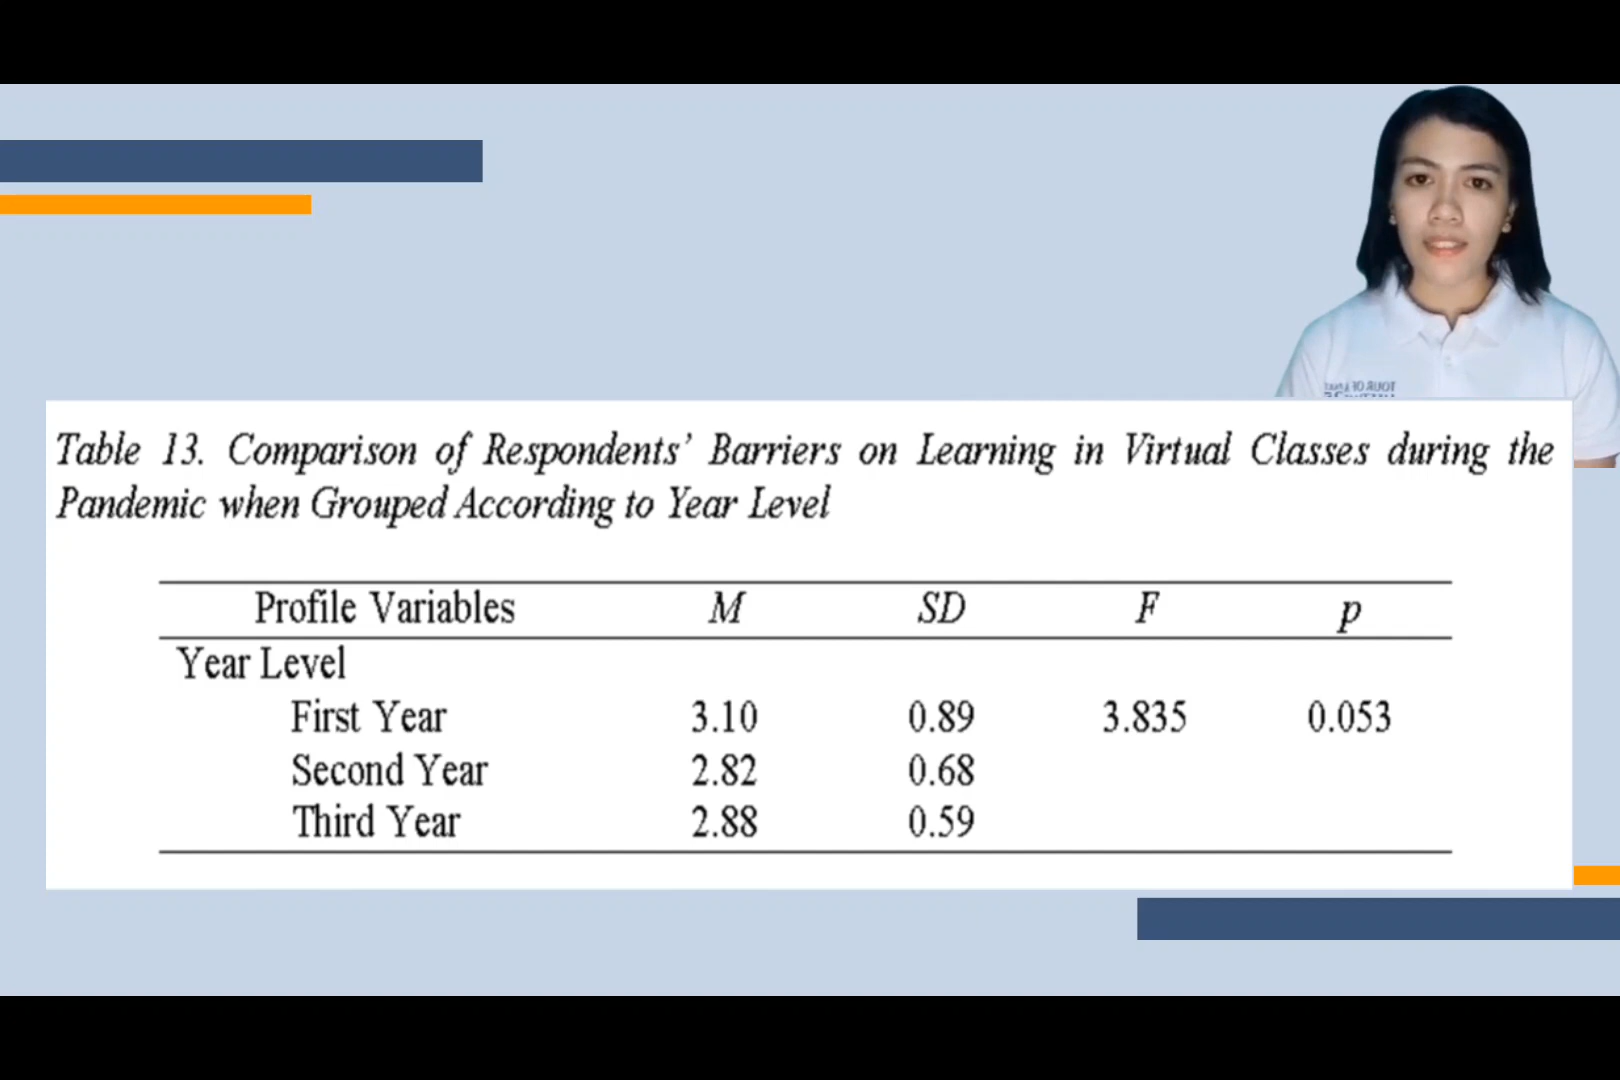 Table 13. Comparison of Respondents’ Barriers on Learning in Virtual Classes during the
Pandemic when Grouped According to Year Level
Profile Variables M SD F p
Year Level
First Year 3.10 0.89 3.835 0.053
Second Year 2.82 0.68
Third Year 2.88 0.59